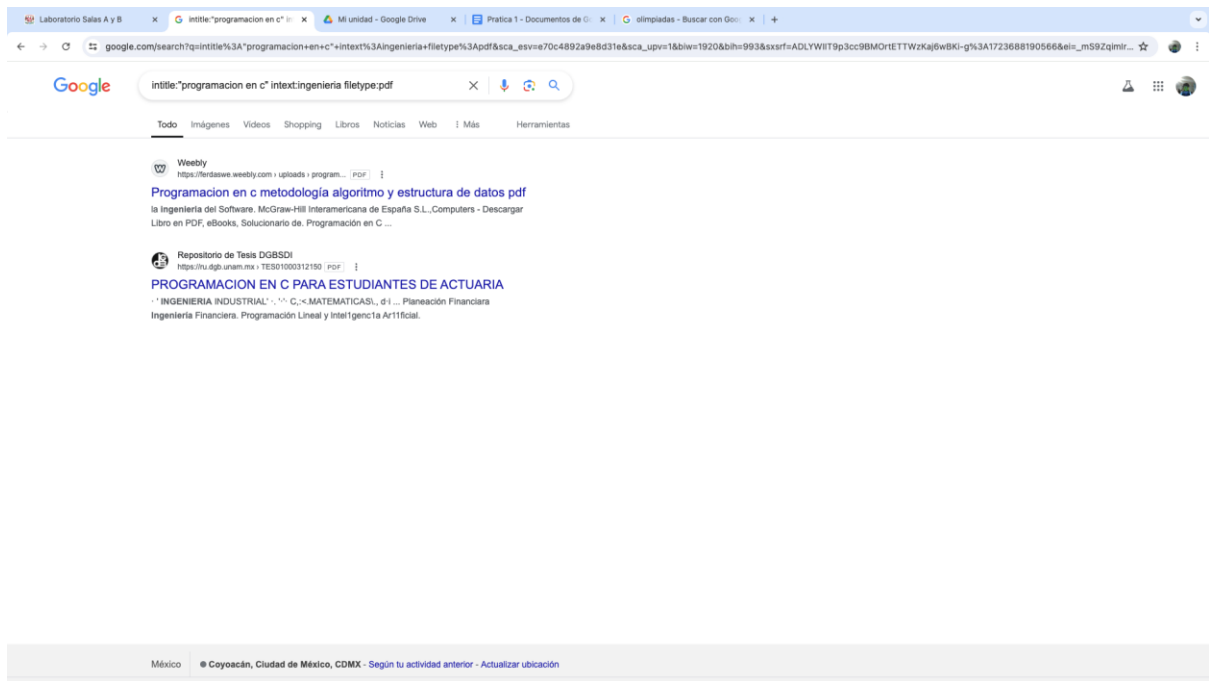 Laboratorio Salas A y B
intitle:"programacion en c" in
Mi unidad - Google Drive
Pratica 1 - Documentos de Go
olimpiadas - Buscar con Goog
google.com/search?q=intitle%3A"programacion+en+c"+intext%3Aingenieria+filetype%3Apdf&sca_esv=e70c4892a9e8d31e&sca_upv=1&biw=1920&bih=993&sxsrf=ADLYWIIT9p3cc9BMOrtETTWzKaj6wBKi-g%3A1723688190566&ei=_mS9Zqimlr...
Google
intitle:"programacion en c" intext:ingenieria filetype:pdf
Todo Imágenes Videos Shopping Libros Noticias Web Más Herramientas
Weebly
https://ferdaswe.weebly.com › uploads › program... PDF
Programacion en c metodología algoritmo y estructura de datos pdf
la ingenieria del Software. McGraw-Hill Interamericana de España S.L.,Computers - Descargar
Libro en PDF, eBooks, Solucionario de. Programación en C ...
Repositorio de Tesis DGBSDI
https://ru.dgb.unam.mx › TES01000312150 PDF
PROGRAMACION EN C PARA ESTUDIANTES DE ACTUARIA
· ' INGENIERIA INDUSTRIAL' ·. '·'· C,:<.MATEMATICAS\., d·i ... Planeación Financiara
Ingenieria Financiera. Programación Lineal y Intel1genc1a Ar11ficial.
México
Coyoacán, Ciudad de México, CDMX - Según tu actividad anterior - Actualizar ubicación